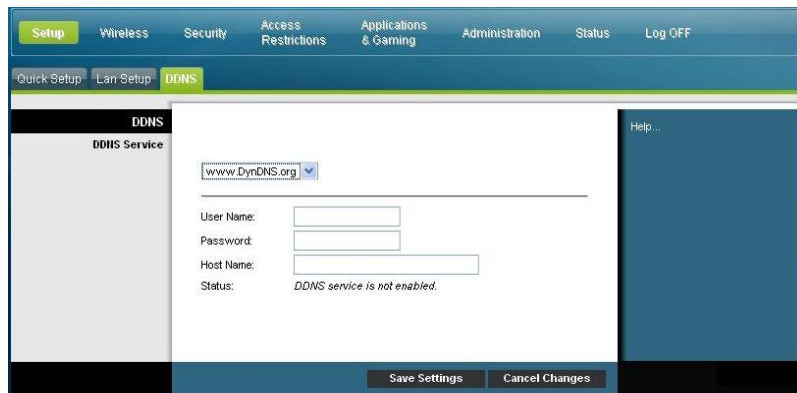 Setup Wireless Security Access Restrictions Applications & Gaming Administration Status Log OFF
Quick Setup Lan Setup DDNS
DDNS
Help...
DDNS Service
www.DynDNS.org
User Name:
Password:
Host Name:
Status: DDNS service is not enabled.
Save Settings Cancel Changes